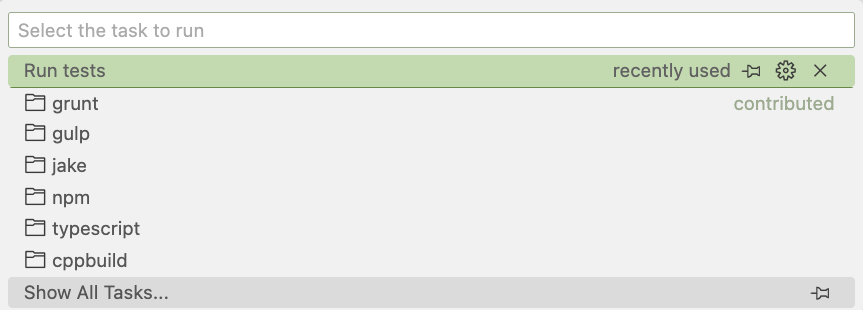 Select the task to run
Run tests recently used
grunt contributed
gulp
jake
npm
typescript
cppbuild
Show All Tasks...